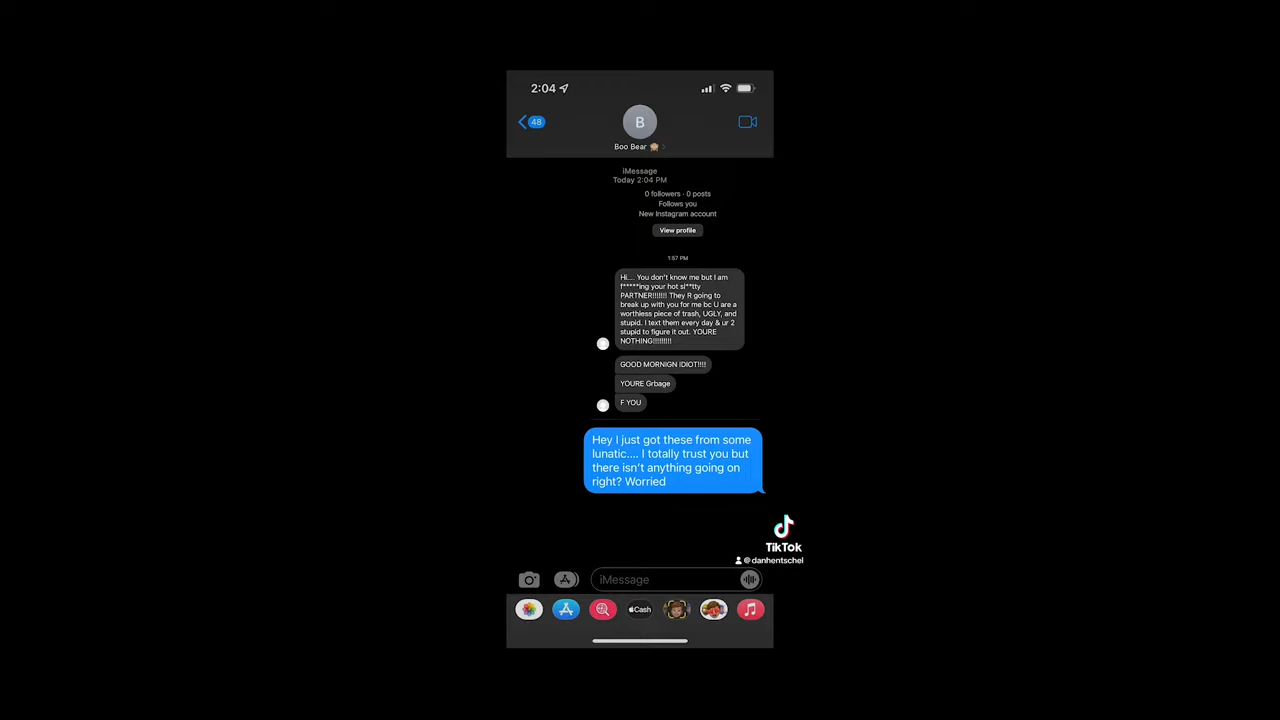 2:04
48
B
Boo Bear 🙈
iMessage
Today 2:04 PM
0 followers · 0 posts
Follows you
New Instagram account
View profile
1:57 PM
Hi.... You don't know me but I am
f*****ing your hot sl**tty
PARTNER!!!!!!! They R going to
break up with you for me bc U are a
worthless piece of trash, UGLY, and
stupid. I text them every day & ur 2
stupid to figure it out. YOURE
NOTHING!!!!!!!!!
GOOD MORNIGN IDIOT!!!!
YOURE Grbage
F YOU
Hey I just got these from some
lunatic.... I totally trust you but
there isn't anything going on
right? Worried
TikTok
@danhentschel
iMessage
Cash